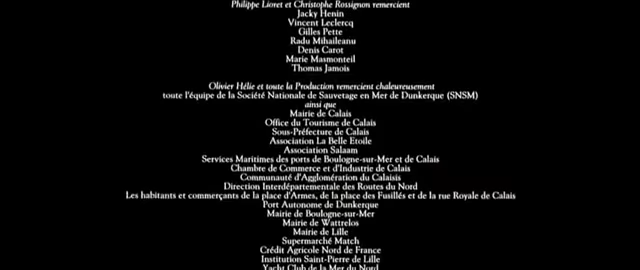 Philippe Lioret et Christophe Rossignon remercient
Jacky Henin
Vincent Leclercq
Gilles Pette
Radu Mihaileanu
Denis Carot
Marie Masmonteil
Thomas Jamois
Olivier Hélie et toute la Production remercient chaleureusement
toute l'équipe de la Société Nationale de Sauvetage en Mer de Dunkerque (SNSM)
ainsi que
Mairie de Calais
Office du Tourisme de Calais
Sous-Préfecture de Calais
Association La Belle Etoile
Association Salaam
Services Maritimes des ports de Boulogne-sur-Mer et de Calais
Chambre de Commerce et d'Industrie de Calais
Communauté d'Agglomération du Calaisis
Direction Interdépartementale des Routes du Nord
Les habitants et commerçants de la place d'Armes, de la place des Fusillés et de la rue Royale de Calais
Port Autonome de Dunkerque
Mairie de Boulogne-sur-Mer
Mairie de Wattrelos
Mairie de Lille
Supermarché Match
Crédit Agricole Nord de France
Institution Saint-Pierre de Lille
Yacht Club de la Mer du Nord